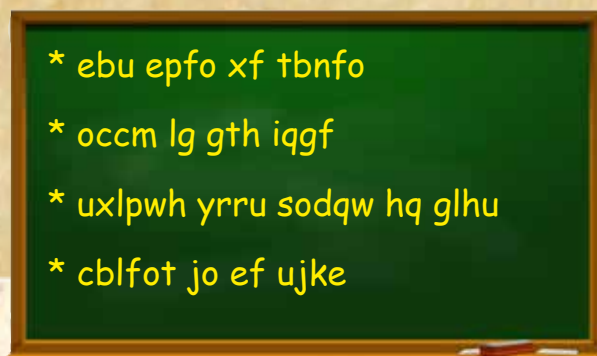 * ebu epfo xf tbnfo
* occm lg gth iqgf
* uxlpwh yrru sodqw hq glhu
* cblfot jo ef ujke